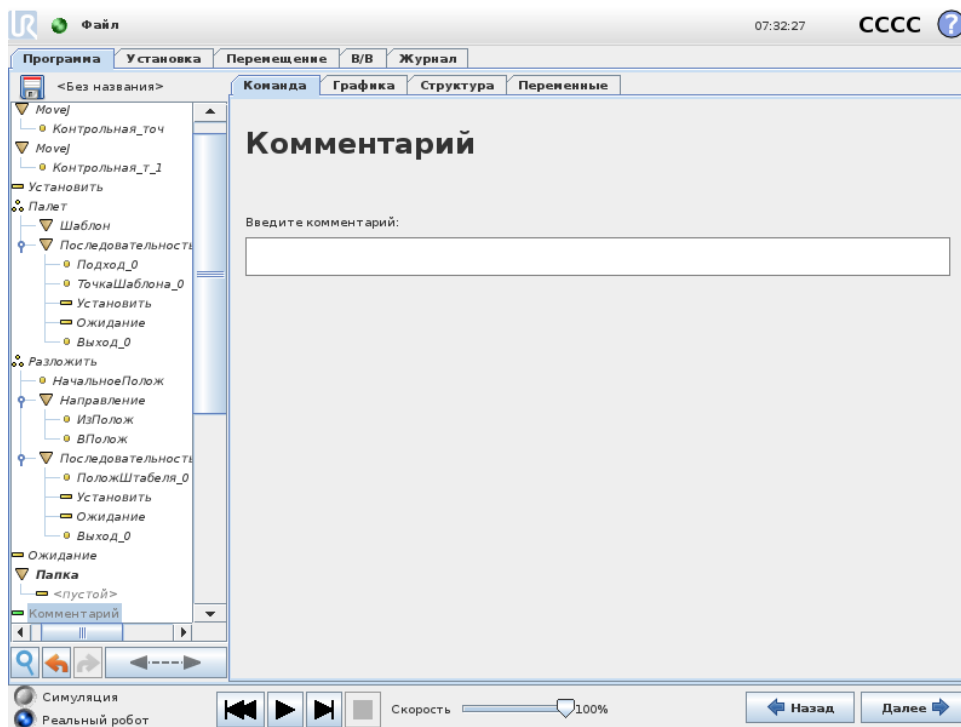 UR Файл 07:32:27 CCCC ?
Программа Установка Перемещение В/В Журнал
<Без названия> Команда Графика Структура Переменные
MoveJ
Контрольная_точ
MoveJ
Контрольная_т_1
Установить
Палет
Шаблон
Последовательность
Подход_0
ТочкаШаблона_0
Установить
Ожидание
Выход_0
Разложить
НачальноеПолож
Направление
ИзПолож
ВПолож
Последовательность
ПоложШтабеля_0
Установить
Ожидание
Выход_0
Ожидание
Папка
<пустой>
Комментарий
Комментарий
Введите комментарий:
Симуляция
Реальный робот
Скорость 100%
Назад Далее